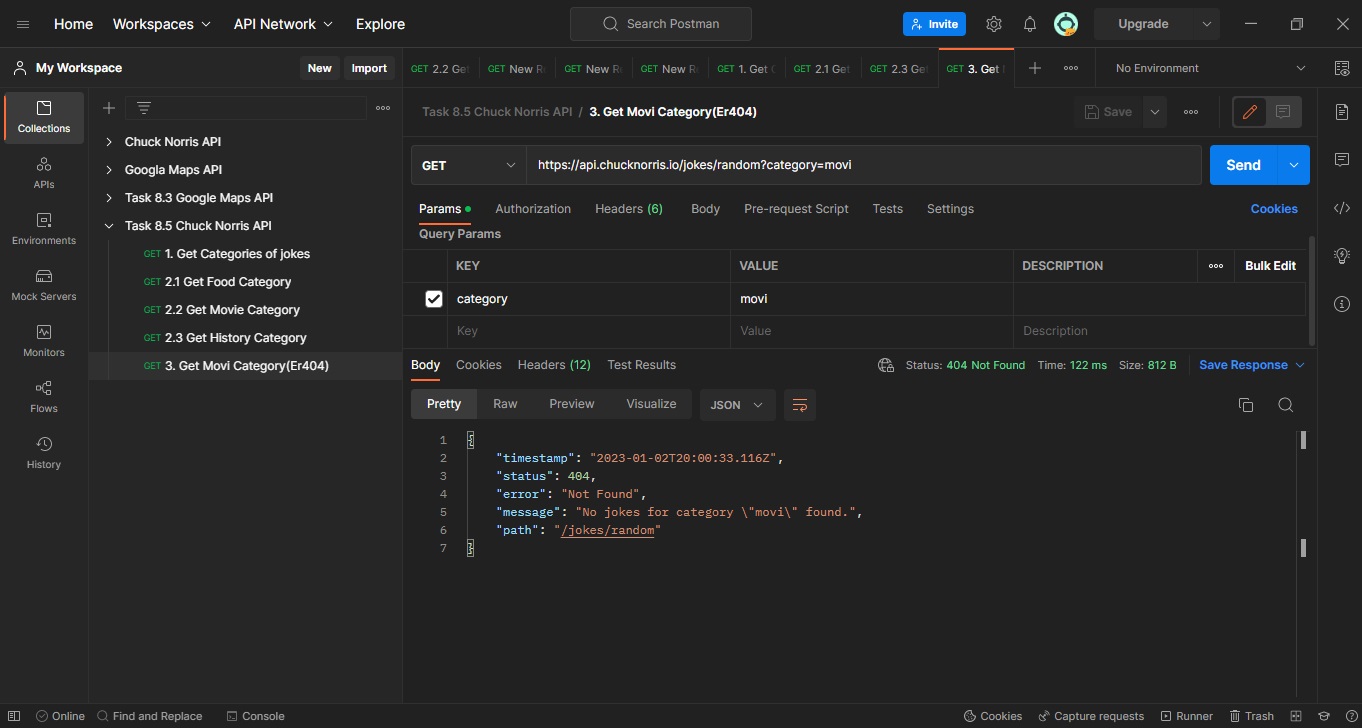 Home Workspaces API Network Explore Search Postman Invite Upgrade
My Workspace New Import GET 2.2 Get GET New Re GET New Re GET New Re GET 1. Get C GET 2.1 Get GET 2.3 Get GET 3. Get No Environment
Collections
APIs
Environments
Mock Servers
Monitors
Flows
History
Chuck Norris API
Googla Maps API
Task 8.3 Google Maps API
Task 8.5 Chuck Norris API
GET 1. Get Categories of jokes
GET 2.1 Get Food Category
GET 2.2 Get Movie Category
GET 2.3 Get History Category
GET 3. Get Movi Category(Er404)
Task 8.5 Chuck Norris API / 3. Get Movi Category(Er404) Save
GET https://api.chucknorris.io/jokes/random?category=movi Send
Params Authorization Headers (6) Body Pre-request Script Tests Settings Cookies
Query Params
KEY VALUE DESCRIPTION Bulk Edit
category movi
Key Value Description
Body Cookies Headers (12) Test Results Status: 404 Not Found Time: 122 ms Size: 812 B Save Response
Pretty Raw Preview Visualize JSON
1 {
2 "timestamp": "2023-01-02T20:00:33.116Z",
3 "status": 404,
4 "error": "Not Found",
5 "message": "No jokes for category \"movi\" found.",
6 "path": "/jokes/random"
7 }
Online Find and Replace Console Cookies Capture requests Runner Trash